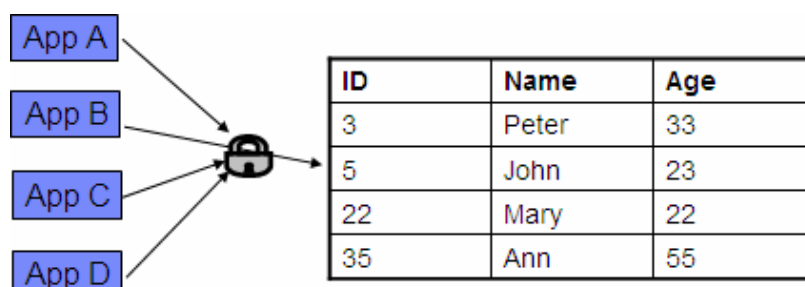 App A
App B
App C
App D
ID Name Age
3 Peter 33
5 John 23
22 Mary 22
35 Ann 55